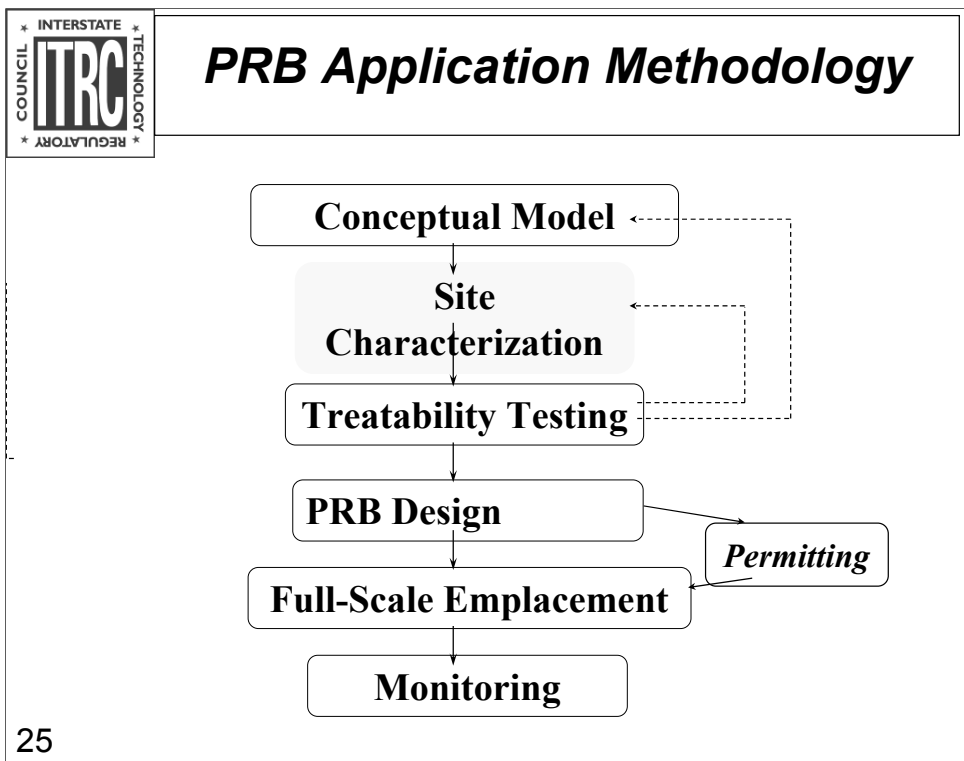 INTERSTATE
COUNCIL
ITRC
TECHNOLOGY
REGULATORY
PRB Application Methodology
Conceptual Model
Site
Characterization
Treatability Testing
PRB Design
Permitting
Full-Scale Emplacement
Monitoring
25